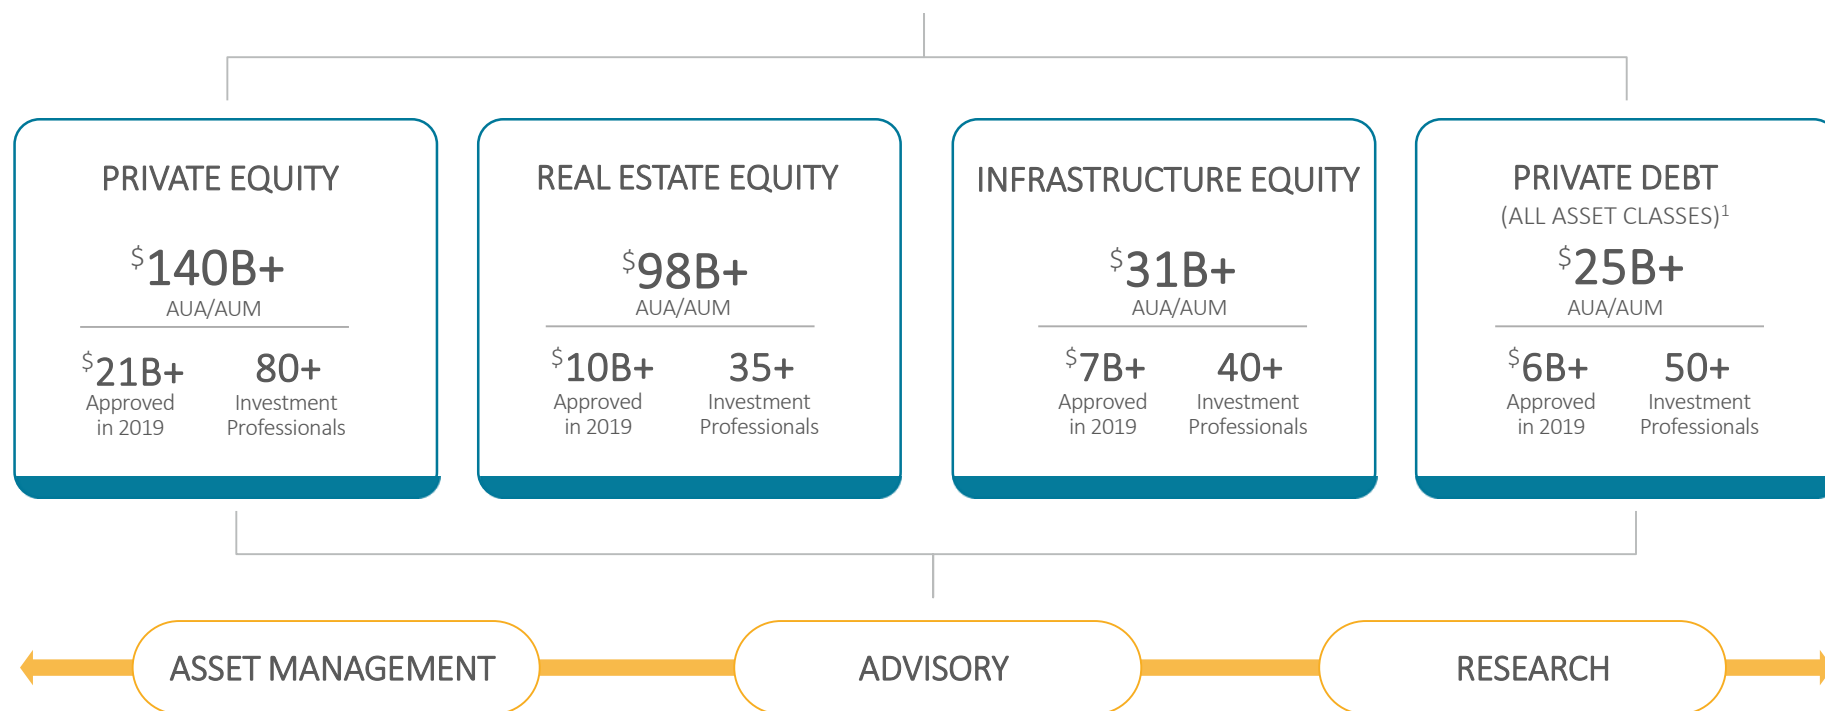 PRIVATE EQUITY
$140B+
AUA/AUM
$21B+
Approved
in 2019
80+
Investment
Professionals
REAL ESTATE EQUITY
$98B+
AUA/AUM
$10B+
Approved
in 2019
35+
Investment
Professionals
INFRASTRUCTURE EQUITY
$31B+
AUA/AUM
$7B+
Approved
in 2019
40+
Investment
Professionals
PRIVATE DEBT
(ALL ASSET CLASSES)¹
$25B+
AUA/AUM
$6B+
Approved
in 2019
50+
Investment
Professionals
ASSET MANAGEMENT
ADVISORY
RESEARCH